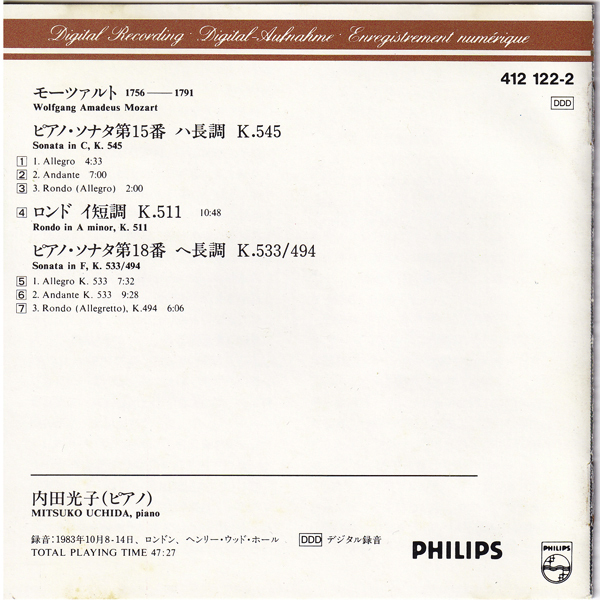 Digital Recording · Digital-Aufnahme · Enregistrement numérique
412 122-2
DDD
モーツァルト 1756──1791
Wolfgang Amadeus Mozart
ピアノ・ソナタ第15番 ハ長調 K.545
Sonata in C, K. 545
1 1. Allegro 4:33
2 2. Andante 7:00
3 3. Rondo (Allegro) 2:00
4 ロンド イ短調 K.511 10:48
Rondo in A minor, K. 511
ピアノ・ソナタ第18番 ヘ長調 K.533/494
Sonata in F, K. 533/494
5 1. Allegro K. 533 7:32
6 2. Andante K. 533 9:28
7 3. Rondo (Allegretto), K.494 6:06
内田光子(ピアノ)
MITSUKO UCHIDA, piano
録音:1983年10月8-14日、ロンドン、ヘンリー・ウッド・ホール DDD デジタル録音
TOTAL PLAYING TIME 47:27
PHILIPS
PHILIPS